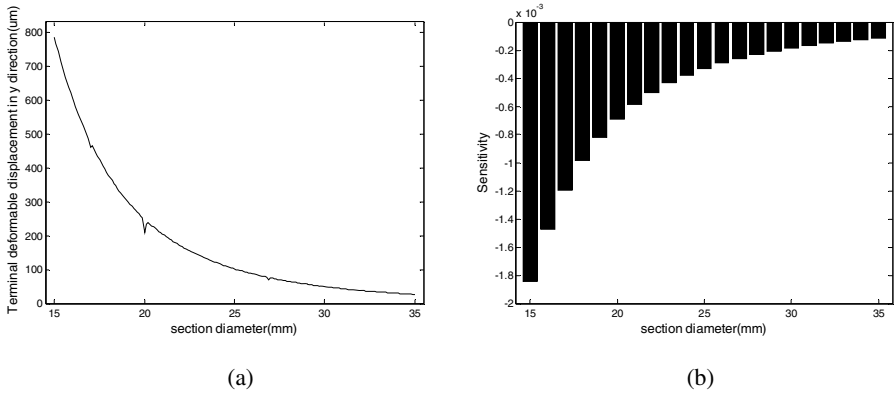 800
700
600
500
400
300
200
100
0
Terminal deformable displacement in y direction(um)
15 20 25 30 35
section diameter(mm)
(a)
x 10-3
0
-0.2
-0.4
-0.6
-0.8
-1
-1.2
-1.4
-1.6
-1.8
-2
Sensitivity
15 20 25 30 35
section diameter(mm)
(b)